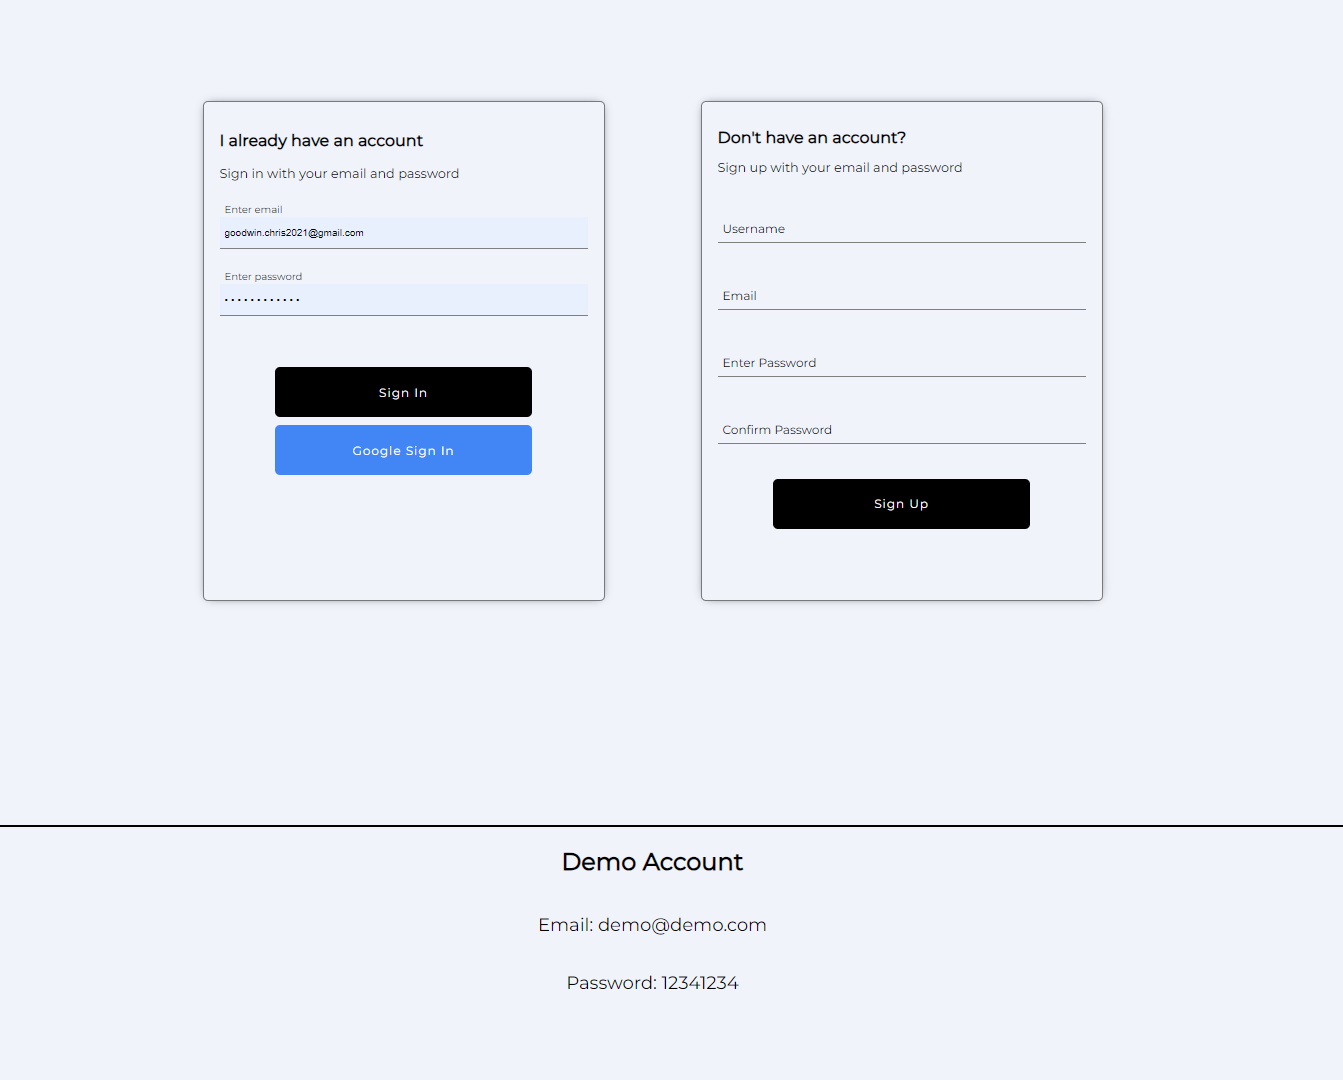 I already have an account
Sign in with your email and password
Enter email
goodwin.chris2021@gmail.com
Enter password
••••••••••••
Sign In
Google Sign In
Don't have an account?
Sign up with your email and password
Username
Email
Enter Password
Confirm Password
Sign Up
Demo Account
Email: demo@demo.com
Password: 12341234